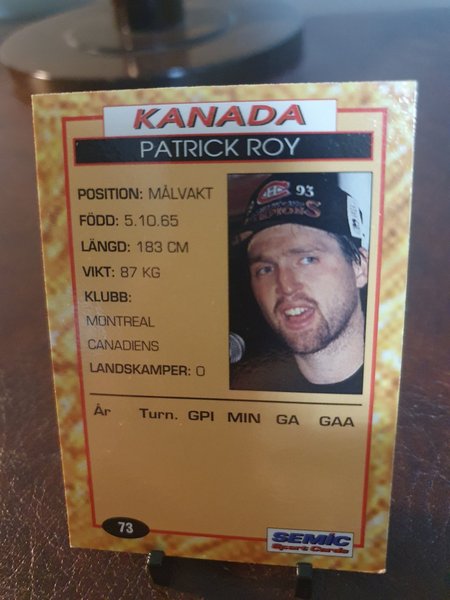 KANADA
PATRICK ROY
POSITION: MÅLVAKT
FÖDD: 5.10.65
LÄNGD: 183 CM
VIKT: 87 KG
KLUBB:
MONTREAL
CANADIENS
LANDSKAMPER: 0
93
År Turn. GPI MIN GA GAA
73
SEMIC
Sport Cards